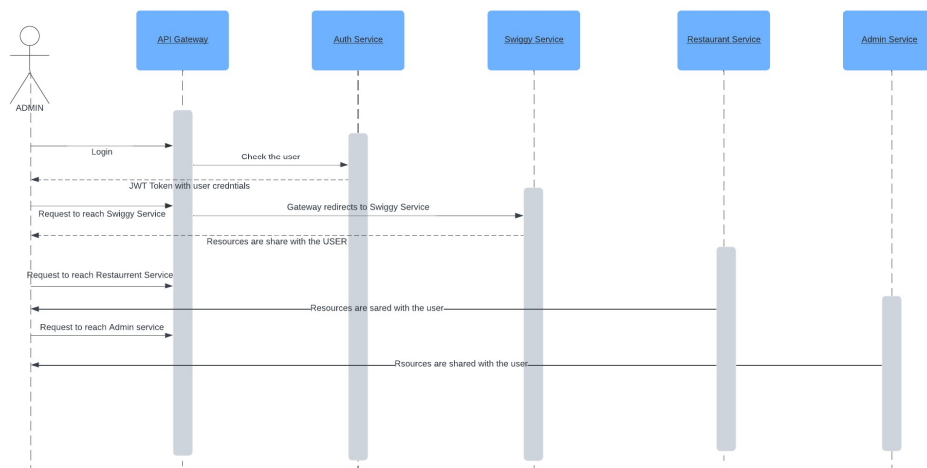 API Gateway
Auth Service
Swiggy Service
Restaurant Service
Admin Service
ADMIN
Login
Check the user
JWT Token with user credntials
Request to reach Swiggy Service
Gateway redirects to Swiggy Service
Resources are share with the USER
Request to reach Restaurrent Service
Resources are sared with the user
Request to reach Admin service
Rsources are shared with the user